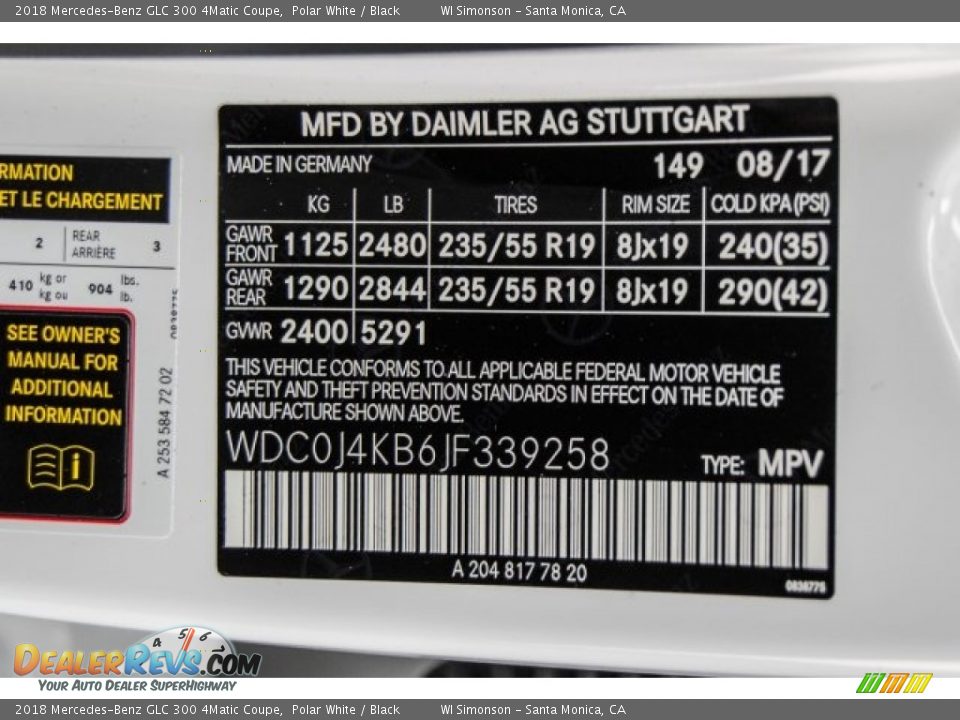 2018 Mercedes-Benz GLC 300 4Matic Coupe, Polar White / Black WI Simonson - Santa Monica, CA
RMATION
ET LE CHARGEMENT
2 REAR ARRIÈRE 3
410 kg or kg ou 904 lbs. lb.
SEE OWNER'S
MANUAL FOR
ADDITIONAL
INFORMATION
A 253 584 72 02
MFD BY DAIMLER AG STUTTGART
MADE IN GERMANY 149 08/17
KG LB TIRES RIM SIZE COLD KPA (PSI)
GAWR FRONT 1125 2480 235/55 R19 8Jx19 240(35)
GAWR REAR 1290 2844 235/55 R19 8Jx19 290(42)
GVWR 2400 5291
THIS VEHICLE CONFORMS TO ALL APPLICABLE FEDERAL MOTOR VEHICLE
SAFETY AND THEFT PREVENTION STANDARDS IN EFFECT ON THE DATE OF
MANUFACTURE SHOWN ABOVE.
WDC0J4KB6JF339258 TYPE: MPV
A 204 817 78 20
4 5 6
DEALERREVS.COM
YOUR AUTO DEALER SUPERHIGHWAY
2018 Mercedes-Benz GLC 300 4Matic Coupe, Polar White / Black WI Simonson - Santa Monica, CA